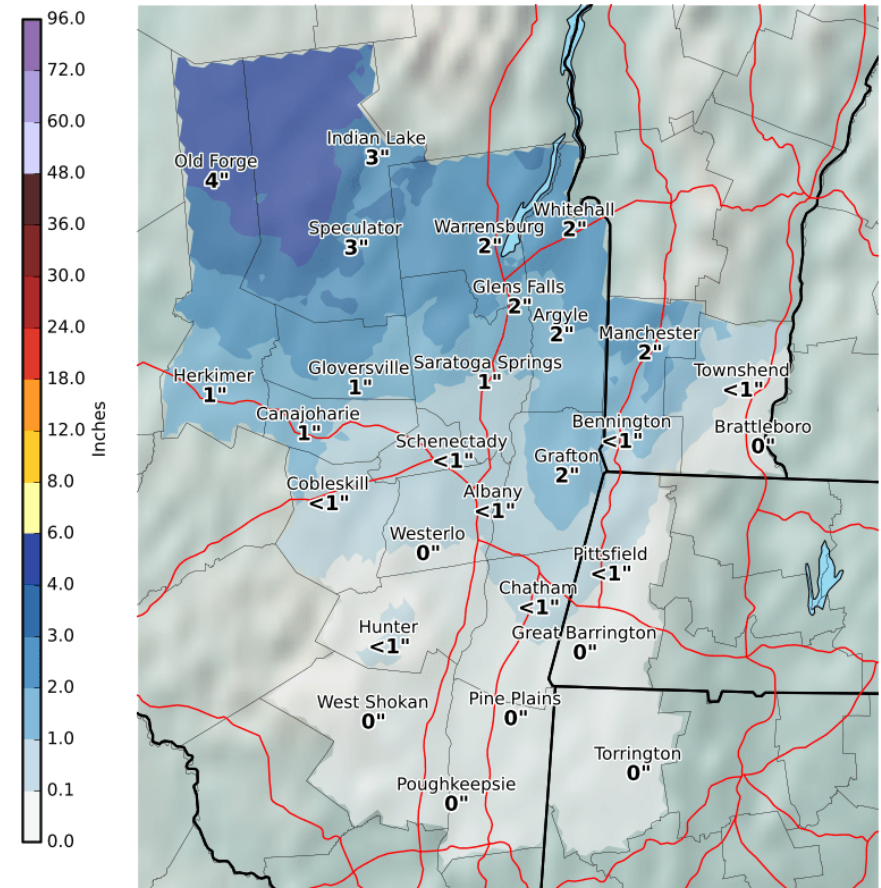 96.0
72.0
60.0
48.0
36.0
30.0
24.0
18.0
12.0
8.0
6.0
4.0
3.0
2.0
1.0
0.1
0.0
Inches
Indian Lake
3"
Old Forge
4"
Whitehall
2"
Speculator
3"
Warrensburg
2"
Glens Falls
2"
Argyle
2"
Manchester
2"
Saratoga Springs
1"
Gloversville
1"
Herkimer
1"
Townshend
<1"
Canajoharie
1"
Bennington
<1"
Brattleboro
0"
Schenectady
<1"
Grafton
2"
Cobleskill
<1"
Albany
<1"
Westerlo
0"
Pittsfield
<1"
Chatham
<1"
Hunter
<1"
Great Barrington
0"
West Shokan
0"
Pine Plains
0"
Torrington
0"
Poughkeepsie
0"